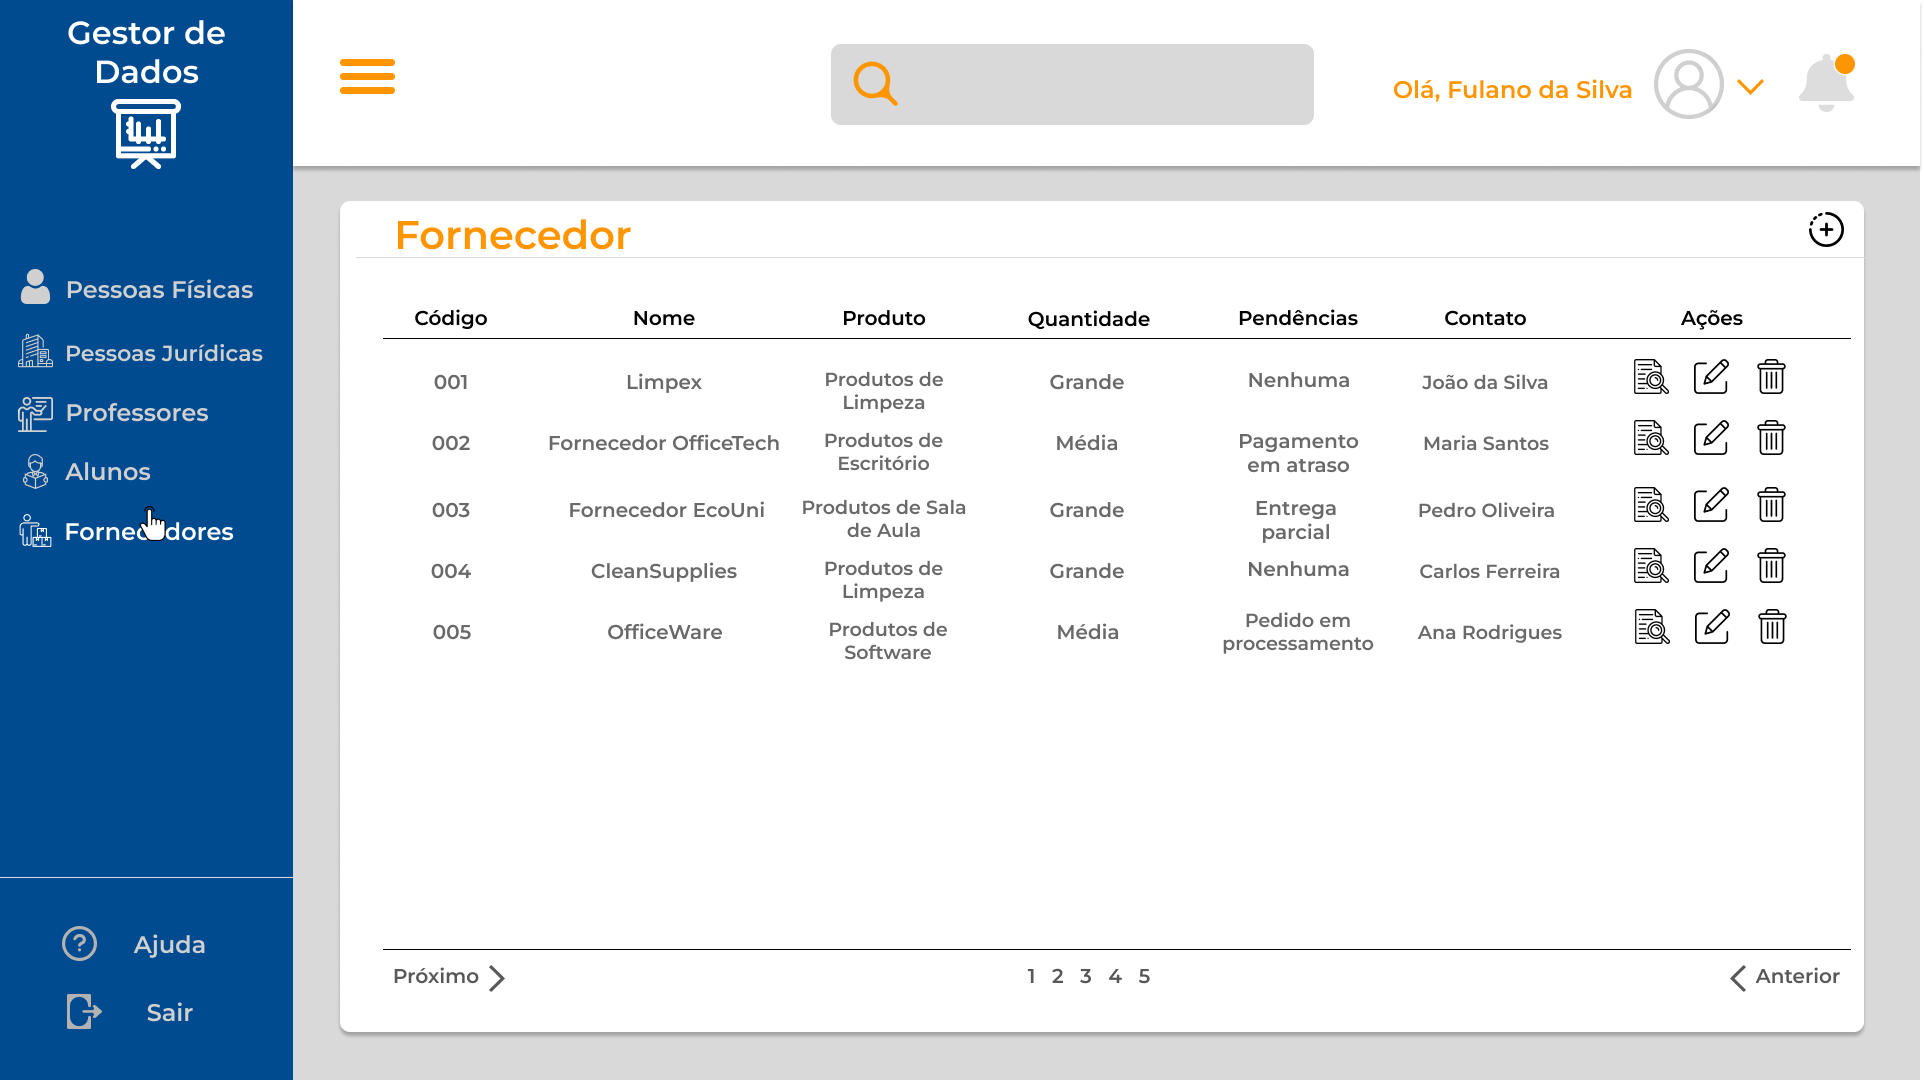 Gestor de
Dados
Olá, Fulano da Silva
Pessoas Físicas
Pessoas Jurídicas
Professores
Alunos
Fornecedores
Ajuda
Sair
Fornecedor
Código Nome Produto Quantidade Pendências Contato Ações
001 Limpex Produtos de Limpeza Grande Nenhuma João da Silva
002 Fornecedor OfficeTech Produtos de Escritório Média Pagamento em atraso Maria Santos
003 Fornecedor EcoUni Produtos de Sala de Aula Grande Entrega parcial Pedro Oliveira
004 CleanSupplies Produtos de Limpeza Grande Nenhuma Carlos Ferreira
005 OfficeWare Produtos de Software Média Pedido em processamento Ana Rodrigues
Próximo 1 2 3 4 5 Anterior